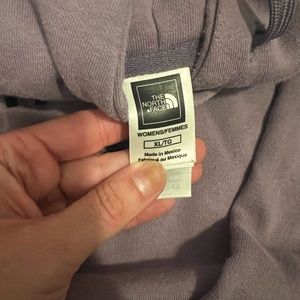 THE
NORTH
FACE
WOMENS/FEMMES
XL/TG
Made in Mexico
Fabriqué au Mexique